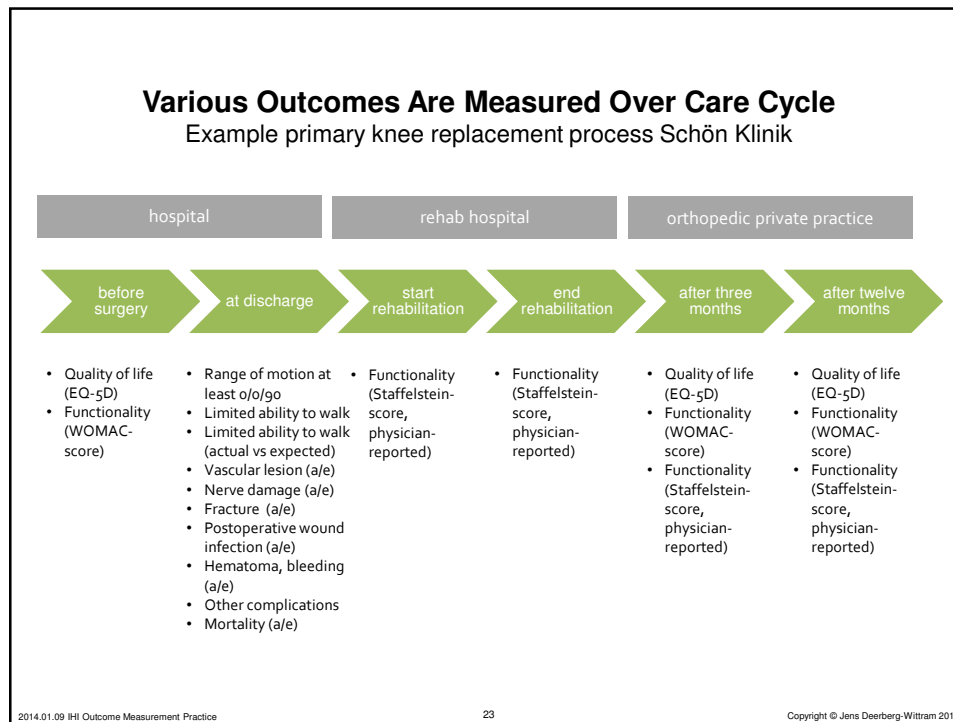 Various Outcomes Are Measured Over Care Cycle
Example primary knee replacement process Schön Klinik
hospital
rehab hospital
orthopedic private practice
before
surgery
at discharge
start
rehabilitation
end
rehabilitation
after three
months
after twelve
months
• Quality of life
(EQ-5D)
• Functionality
(WOMAC-
score)
• Range of motion at
least 0/0/90
• Limited ability to walk
• Limited ability to walk
(actual vs expected)
• Vascular lesion (a/e)
• Nerve damage (a/e)
• Fracture (a/e)
• Postoperative wound
infection (a/e)
• Hematoma, bleeding
(a/e)
• Other complications
• Mortality (a/e)
• Functionality
(Staffelstein-
score,
physician-
reported)
• Functionality
(Staffelstein-
score,
physician-
reported)
• Quality of life
(EQ-5D)
• Functionality
(WOMAC-
score)
• Functionality
(Staffelstein-
score,
physician-
reported)
• Quality of life
(EQ-5D)
• Functionality
(WOMAC-
score)
• Functionality
(Staffelstein-
score,
physician-
reported)
2014.01.09 IHI Outcome Measurement Practice
23
Copyright © Jens Deerberg-Wittram 201